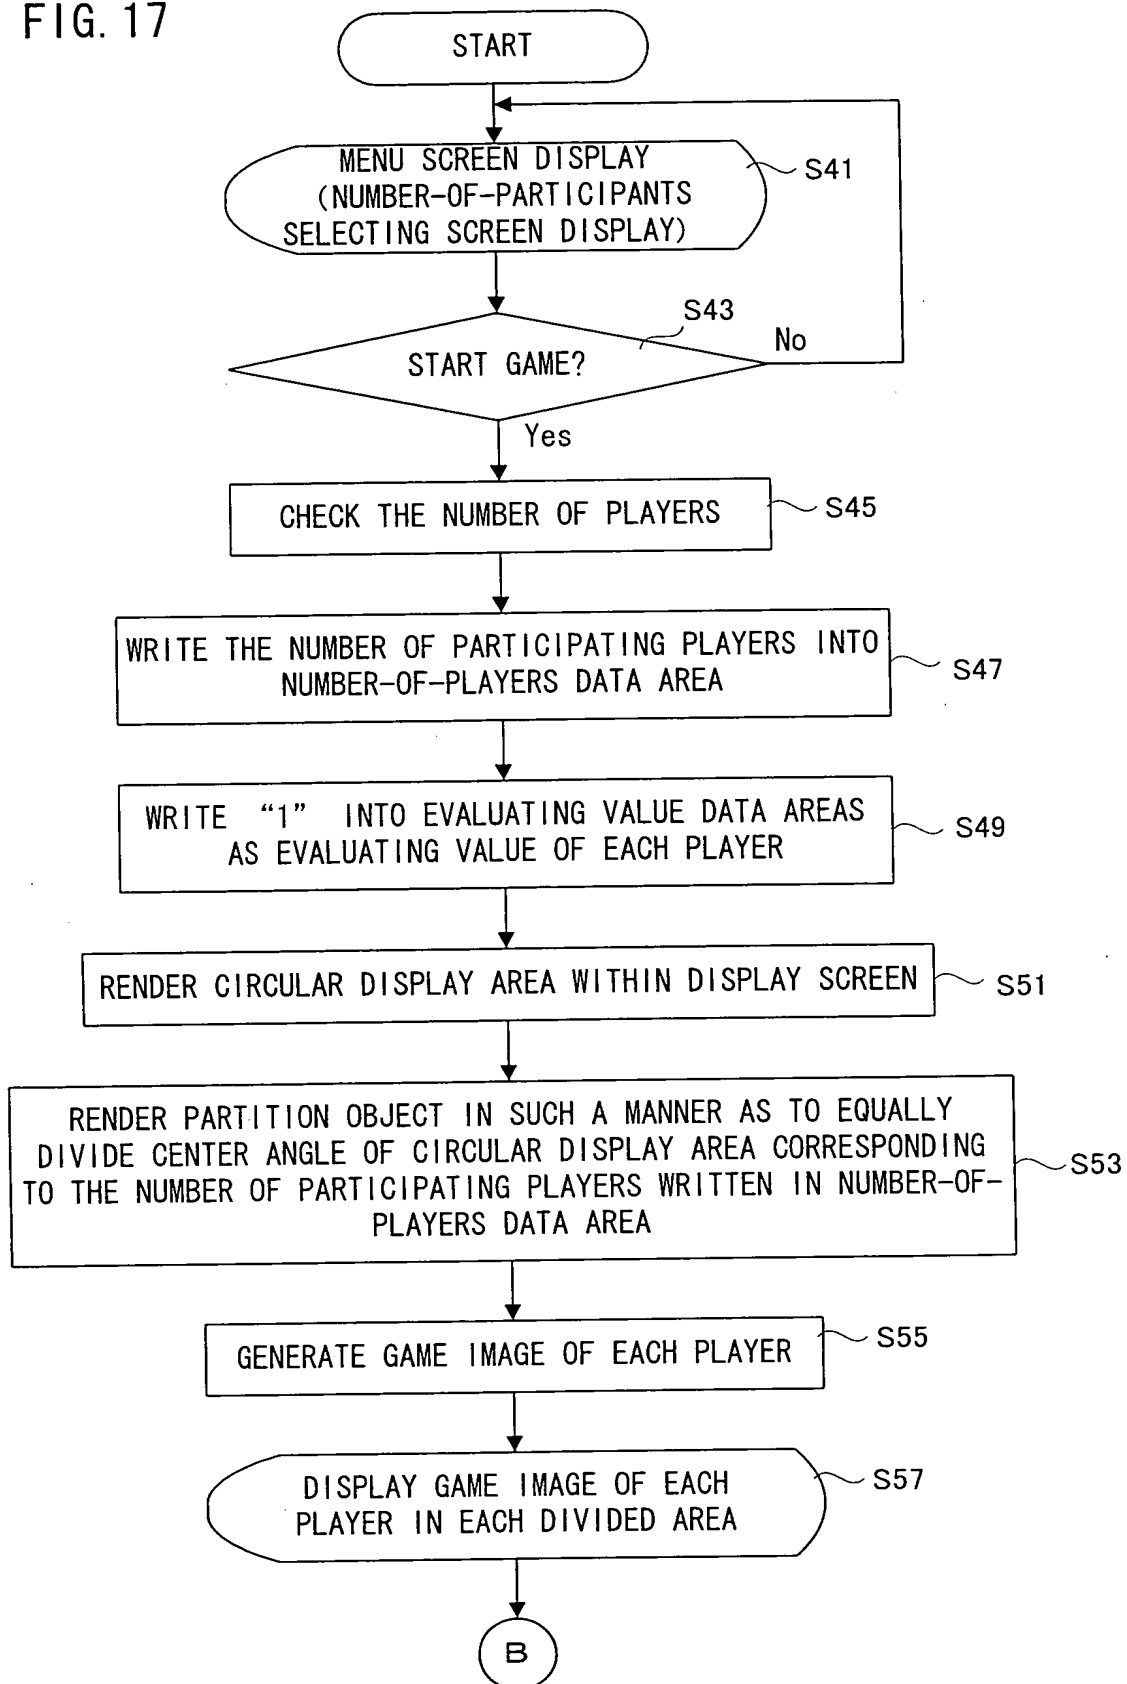 FIG. 17
START
MENU SCREEN DISPLAY
(NUMBER-OF-PARTICIPANTS
SELECTING SCREEN DISPLAY)
S41
S43
START GAME?
No
Yes
CHECK THE NUMBER OF PLAYERS
S45
WRITE THE NUMBER OF PARTICIPATING PLAYERS INTO
NUMBER-OF-PLAYERS DATA AREA
S47
WRITE “1” INTO EVALUATING VALUE DATA AREAS
AS EVALUATING VALUE OF EACH PLAYER
S49
RENDER CIRCULAR DISPLAY AREA WITHIN DISPLAY SCREEN
S51
RENDER PARTITION OBJECT IN SUCH A MANNER AS TO EQUALLY
DIVIDE CENTER ANGLE OF CIRCULAR DISPLAY AREA CORRESPONDING
TO THE NUMBER OF PARTICIPATING PLAYERS WRITTEN IN NUMBER-OF-
PLAYERS DATA AREA
S53
GENERATE GAME IMAGE OF EACH PLAYER
S55
DISPLAY GAME IMAGE OF EACH
PLAYER IN EACH DIVIDED AREA
S57
B